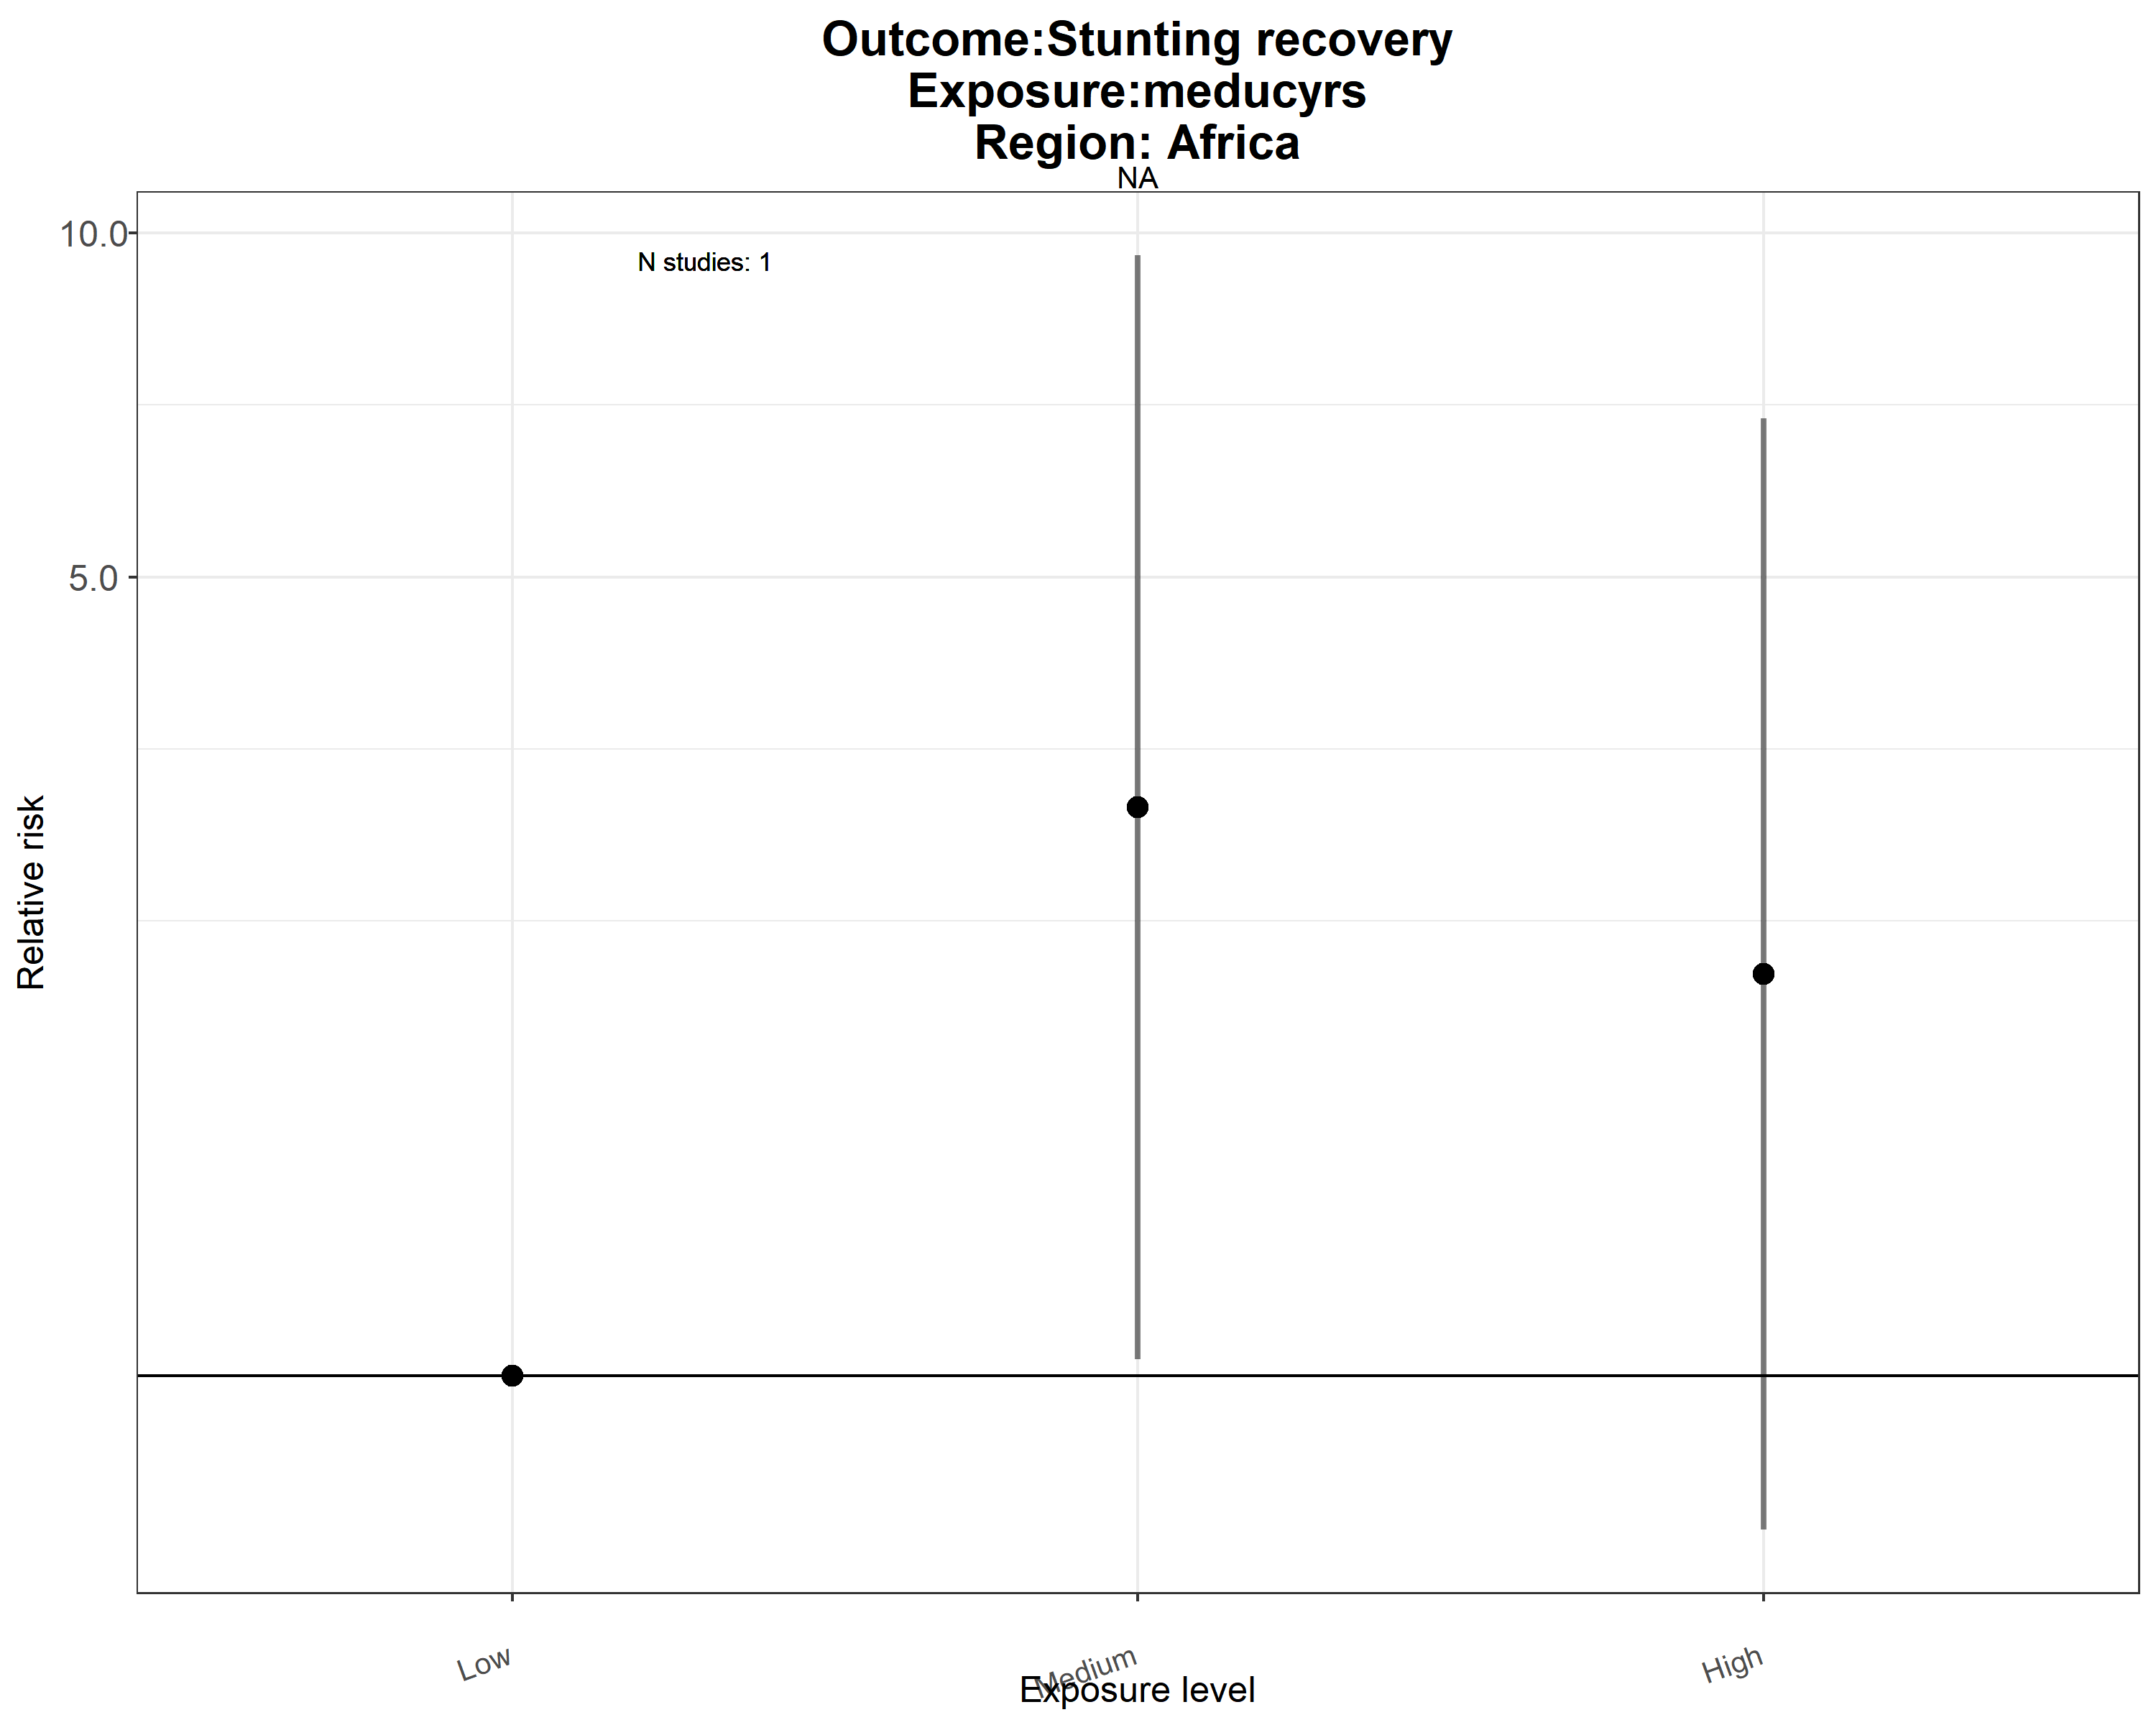 Outcome:Stunting recovery
Exposure:meducyrs
Region: Africa
NA
10.0
N studies: 1
5.0
Relative risk
Low
Medium
High
Exposure level